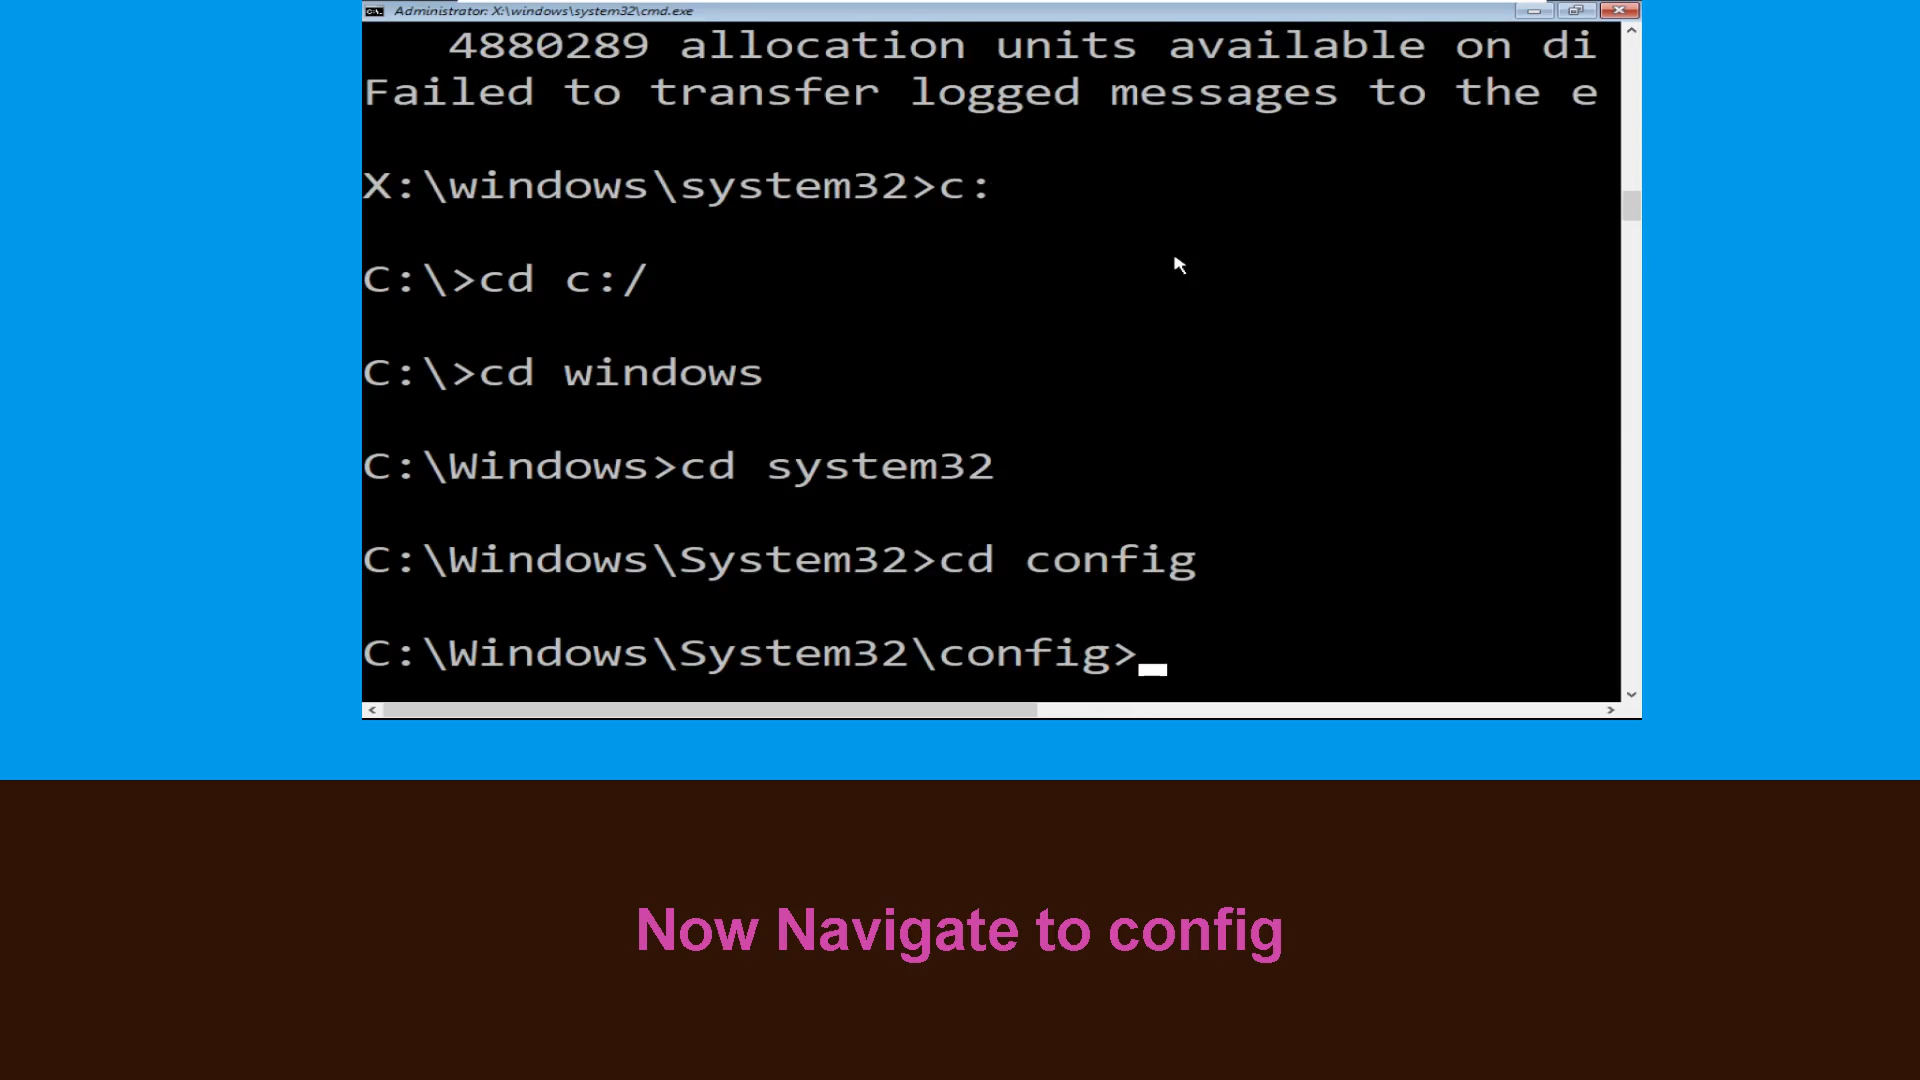 Administrator: X:\windows\system32\cmd.exe
4880289 allocation units available on di
Failed to transfer logged messages to the e
X:\windows\system32>c:
C:\>cd c:/
C:\>cd windows
C:\Windows>cd system32
C:\Windows\System32>cd config
C:\Windows\System32\config>
Now Navigate to config